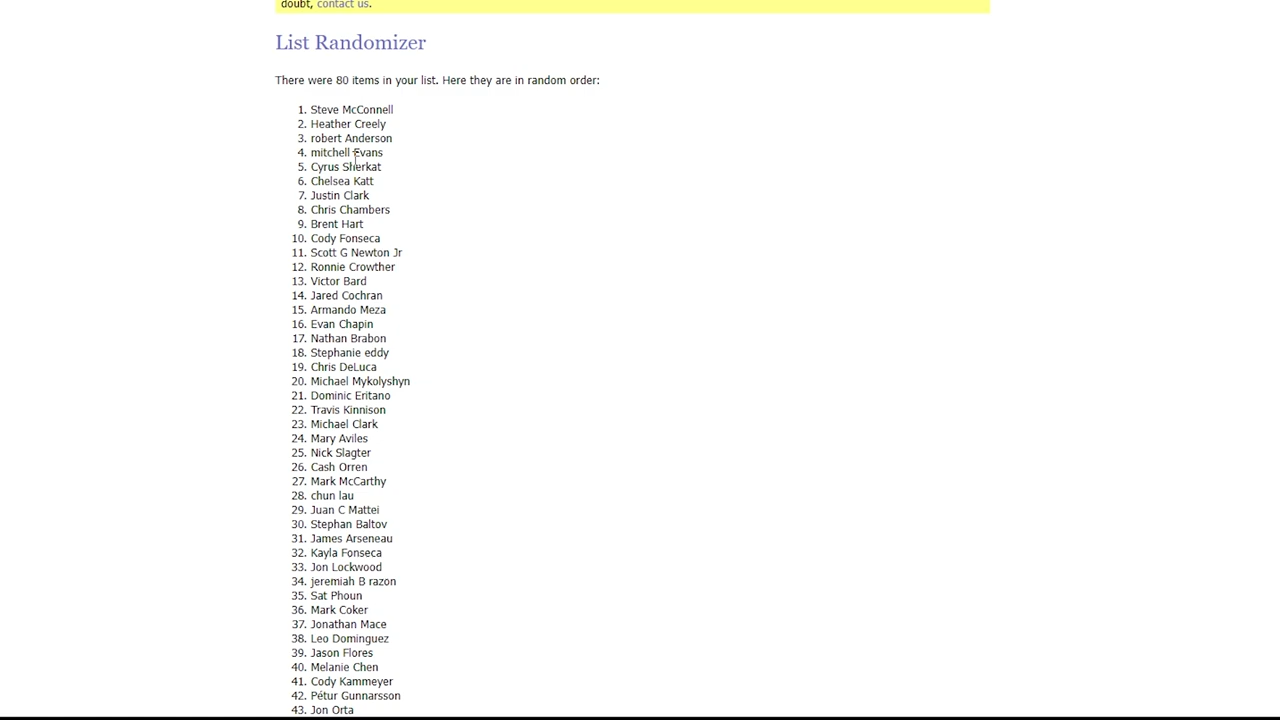 doubt, contact us.
List Randomizer
There were 80 items in your list. Here they are in random order:
1. Steve McConnell
2. Heather Creely
3. robert Anderson
4. mitchell Evans
5. Cyrus Sherkat
6. Chelsea Katt
7. Justin Clark
8. Chris Chambers
9. Brent Hart
10. Cody Fonseca
11. Scott G Newton Jr
12. Ronnie Crowther
13. Victor Bard
14. Jared Cochran
15. Armando Meza
16. Evan Chapin
17. Nathan Brabon
18. Stephanie eddy
19. Chris DeLuca
20. Michael Mykolyshyn
21. Dominic Eritano
22. Travis Kinnison
23. Michael Clark
24. Mary Aviles
25. Nick Slagter
26. Cash Orren
27. Mark McCarthy
28. chun lau
29. Juan C Mattei
30. Stephan Baltov
31. James Arseneau
32. Kayla Fonseca
33. Jon Lockwood
34. jeremiah B razon
35. Sat Phoun
36. Mark Coker
37. Jonathan Mace
38. Leo Dominguez
39. Jason Flores
40. Melanie Chen
41. Cody Kammeyer
42. Pétur Gunnarsson
43. Jon Orta